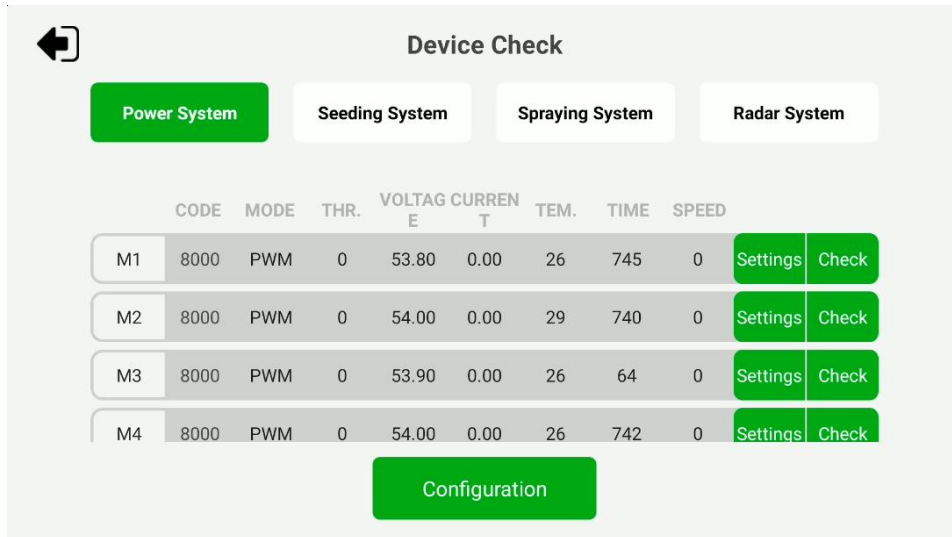 Device Check
Power System Seeding System Spraying System Radar System
CODE MODE THR. VOLTAG CURREN TEM. TIME SPEED
E T
M1 8000 PWM 0 53.80 0.00 26 745 0 Settings Check
M2 8000 PWM 0 54.00 0.00 29 740 0 Settings Check
M3 8000 PWM 0 53.90 0.00 26 64 0 Settings Check
M4 8000 PWM 0 54.00 0.00 26 742 0 Settings Check
Configuration